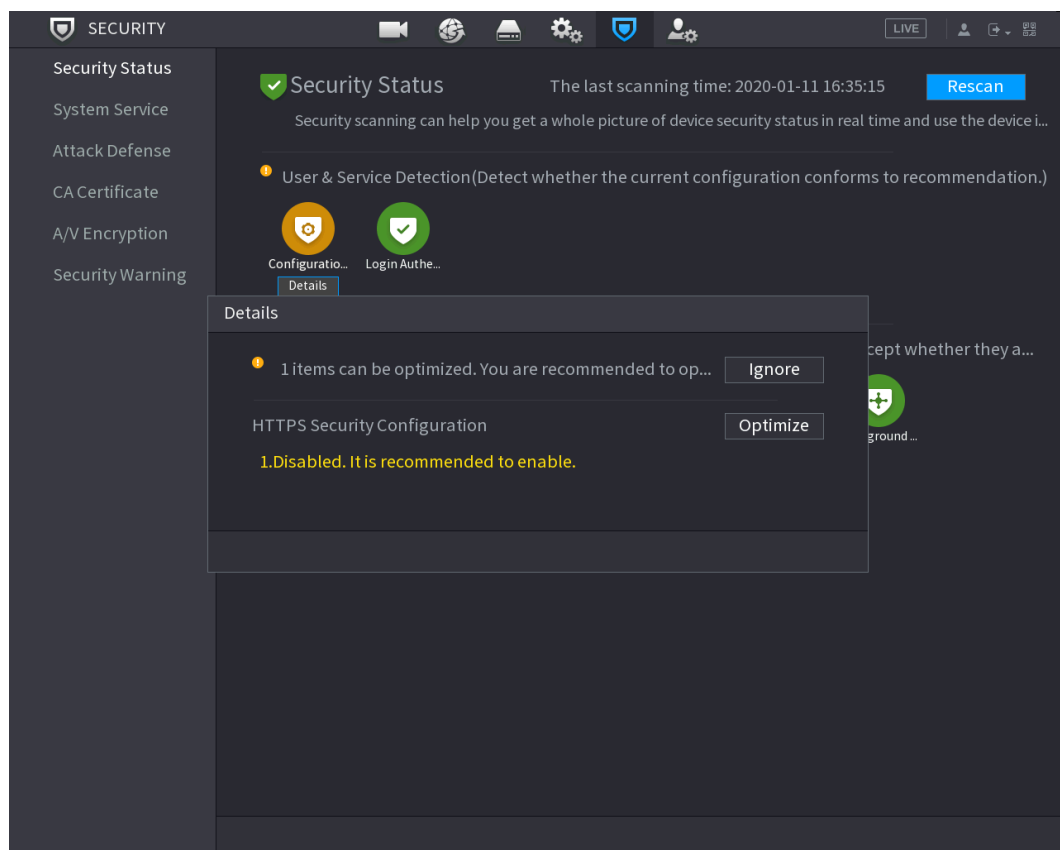 SECURITY
LIVE
Security Status
System Service
Attack Defense
CA Certificate
A/V Encryption
Security Warning
Security Status The last scanning time: 2020-01-11 16:35:15 Rescan
Security scanning can help you get a whole picture of device security status in real time and use the device i...
User & Service Detection(Detect whether the current configuration conforms to recommendation.)
Configuratio... Login Authe...
Details
cept whether they a...
ground ...
Details
1 items can be optimized. You are recommended to op... Ignore
HTTPS Security Configuration Optimize
1.Disabled. It is recommended to enable.